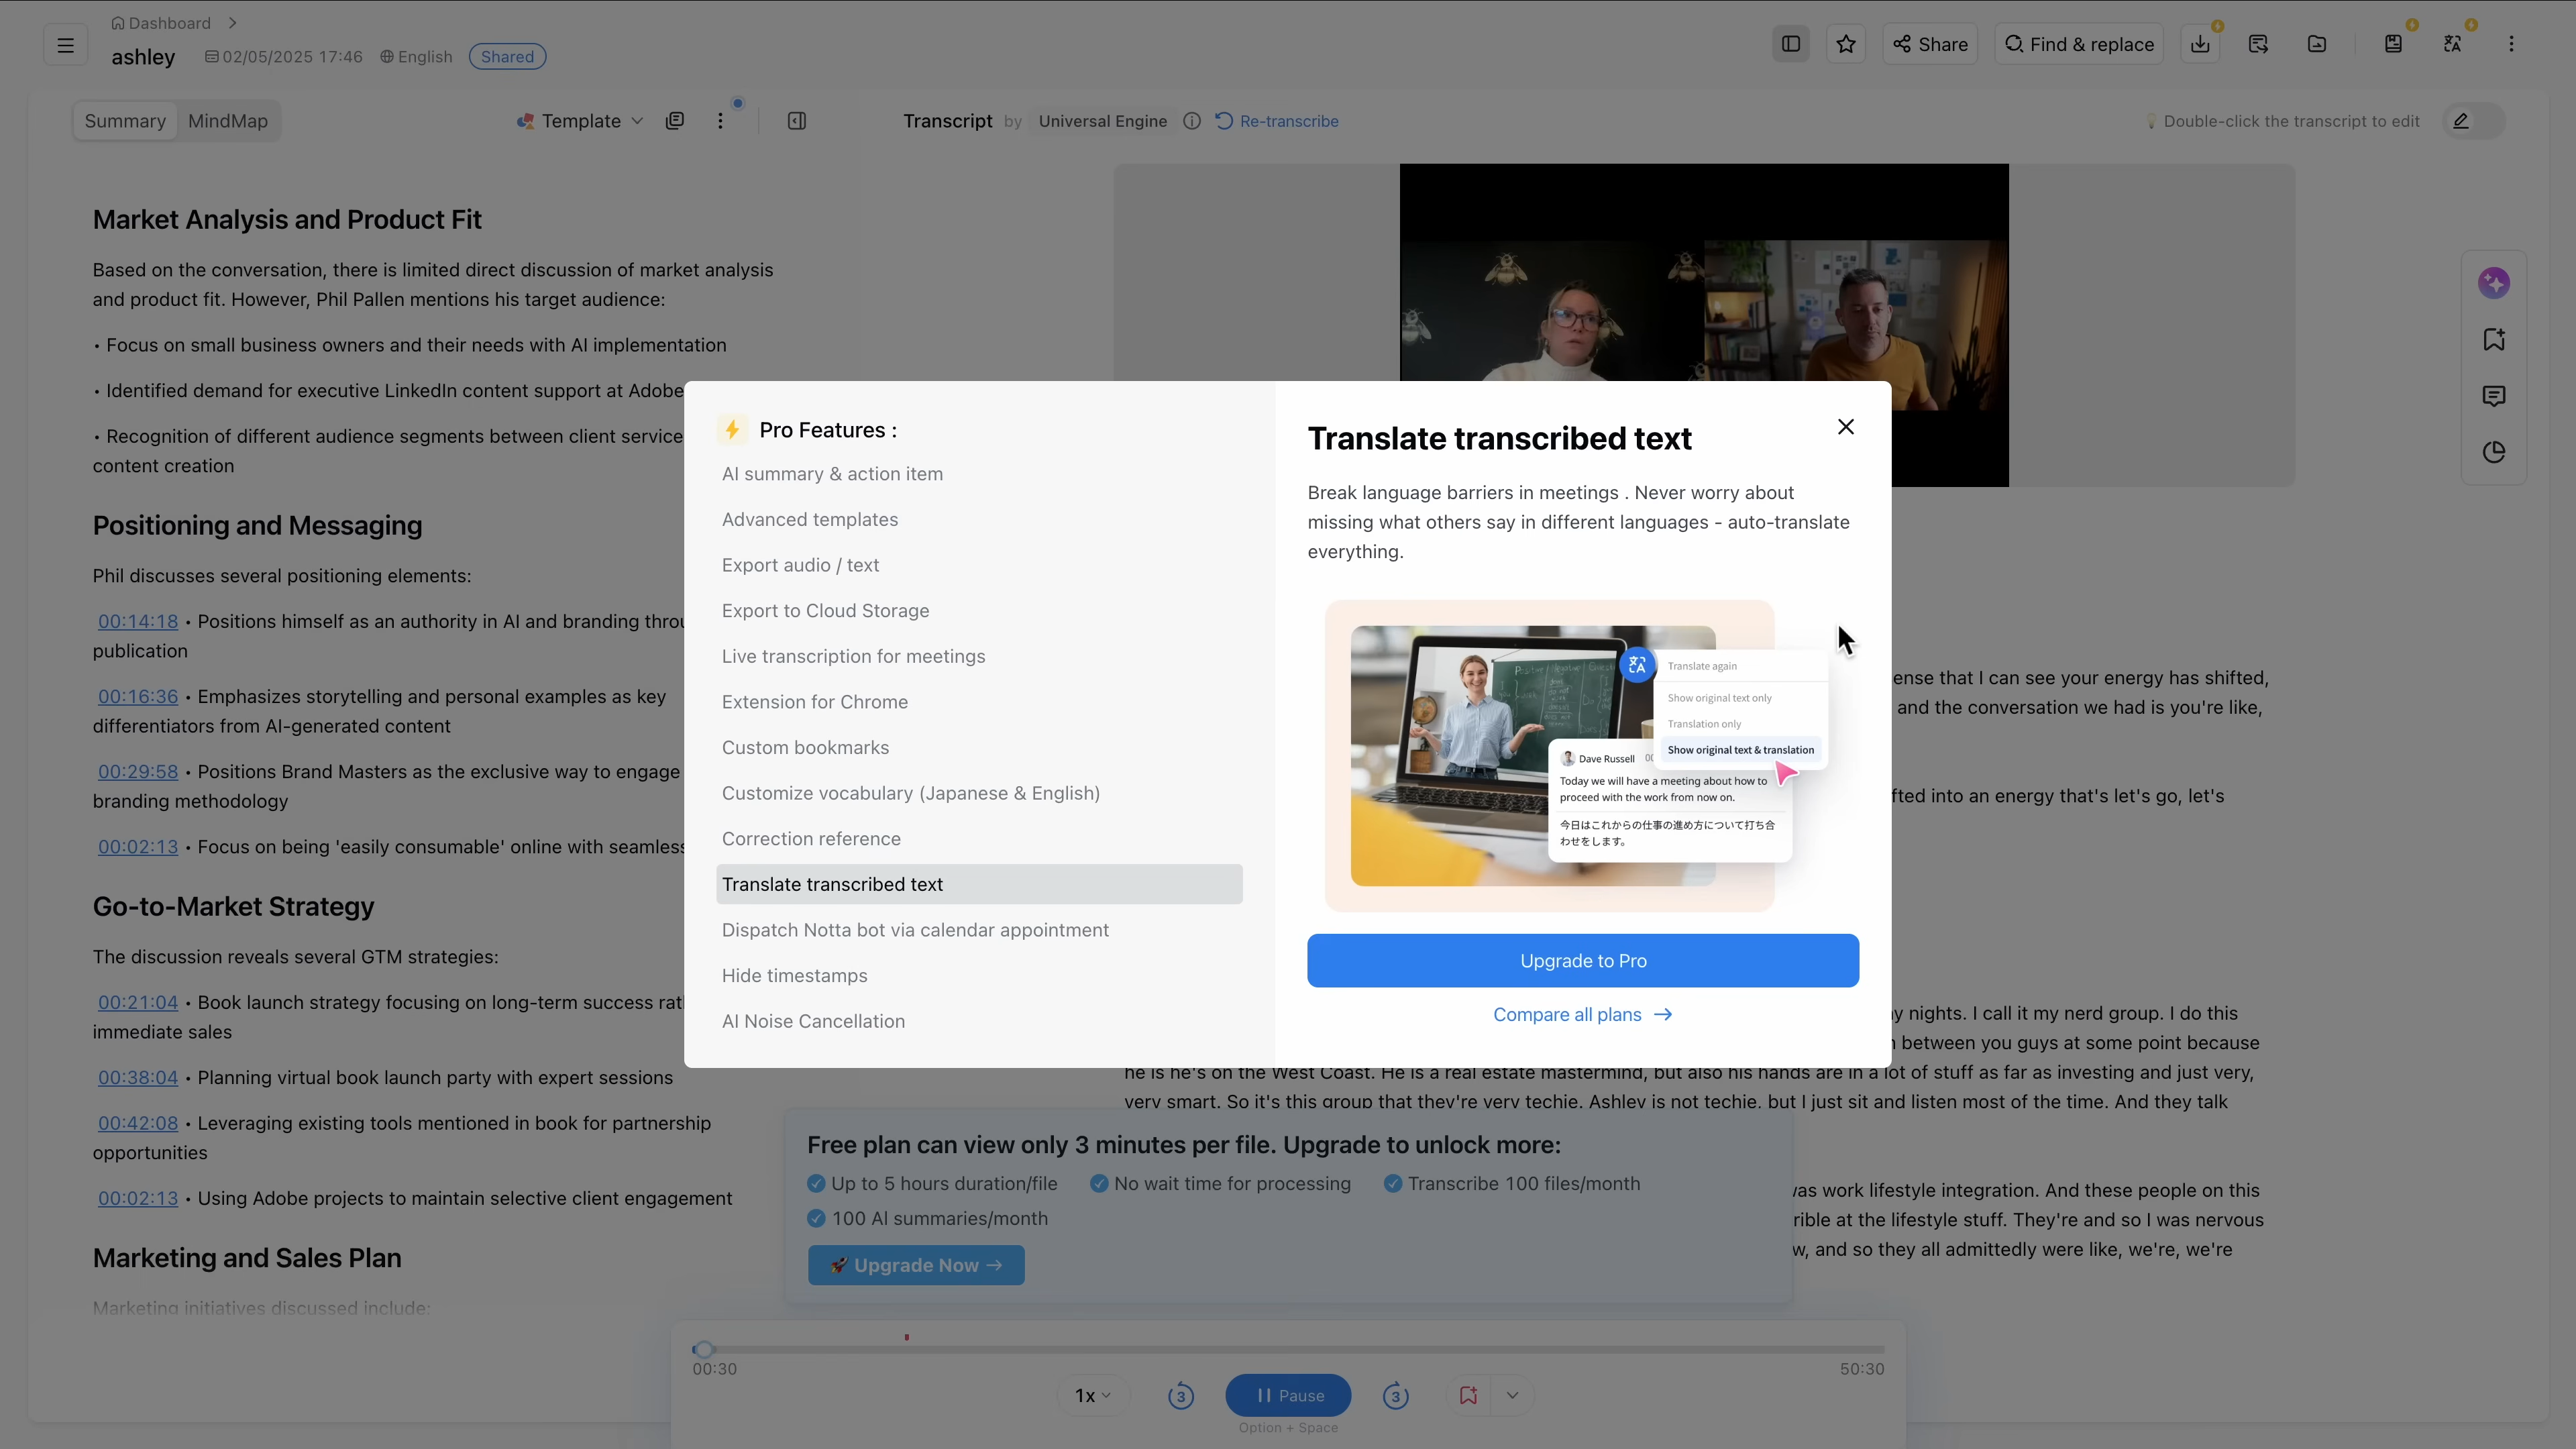 Dashboard
ashley
02/05/2025 17:46
English
Shared
Share
Find & replace
Summary
MindMap
Template
Transcript by Universal Engine
Re-transcribe
Double-click the transcript to edit
Market Analysis and Product Fit
Based on the conversation, there is limited direct discussion of market analysis
and product fit. However, Phil Pallen mentions his target audience:
• Focus on small business owners and their needs with AI implementation
• Identified demand for executive LinkedIn content support at Adobe
• Recognition of different audience segments between client service
content creation
Positioning and Messaging
Phil discusses several positioning elements:
00:14:18 • Positions himself as an authority in AI and branding throu
publication
00:16:36 • Emphasizes storytelling and personal examples as key
differentiators from AI-generated content
00:29:58 • Positions Brand Masters as the exclusive way to engage
branding methodology
00:02:13 • Focus on being 'easily consumable' online with seamless
Go-to-Market Strategy
The discussion reveals several GTM strategies:
00:21:04 • Book launch strategy focusing on long-term success rat
immediate sales
00:38:04 • Planning virtual book launch party with expert sessions
00:42:08 • Leveraging existing tools mentioned in book for partnership
opportunities
00:02:13 • Using Adobe projects to maintain selective client engagement
Marketing and Sales Plan
Marketing initiatives discussed include:
Pro Features :
AI summary & action item
Advanced templates
Export audio / text
Export to Cloud Storage
Live transcription for meetings
Extension for Chrome
Custom bookmarks
Customize vocabulary (Japanese & English)
Correction reference
Translate transcribed text
Dispatch Notta bot via calendar appointment
Hide timestamps
AI Noise Cancellation
Translate transcribed text
Break language barriers in meetings . Never worry about
missing what others say in different languages - auto-translate
everything.
Translate again
Show original text only
Translation only
Show original text & translation
Dave Russell
Today we will have a meeting about how to
proceed with the work from now on.
今日はこれからの仕事の進め方について打ち合
わせをします。
Upgrade to Pro
Compare all plans
ense that I can see your energy has shifted,
and the conversation we had is you're like,
fted into an energy that's let's go, let's
y nights. I call it my nerd group. I do this
between you guys at some point because
he is he's on the West Coast. He is a real estate mastermind, but also his hands are in a lot of stuff as far as investing and just very,
very smart. So it's this group that they're very techie. Ashley is not techie, but I just sit and listen most of the time. And they talk
as work lifestyle integration. And these people on this
rible at the lifestyle stuff. They're and so I was nervous
w, and so they all admittedly were like, we're, we're
Free plan can view only 3 minutes per file. Upgrade to unlock more:
Up to 5 hours duration/file
No wait time for processing
Transcribe 100 files/month
100 AI summaries/month
🚀 Upgrade Now →
00:30
50:30
1x
3
Pause
3
Option + Space